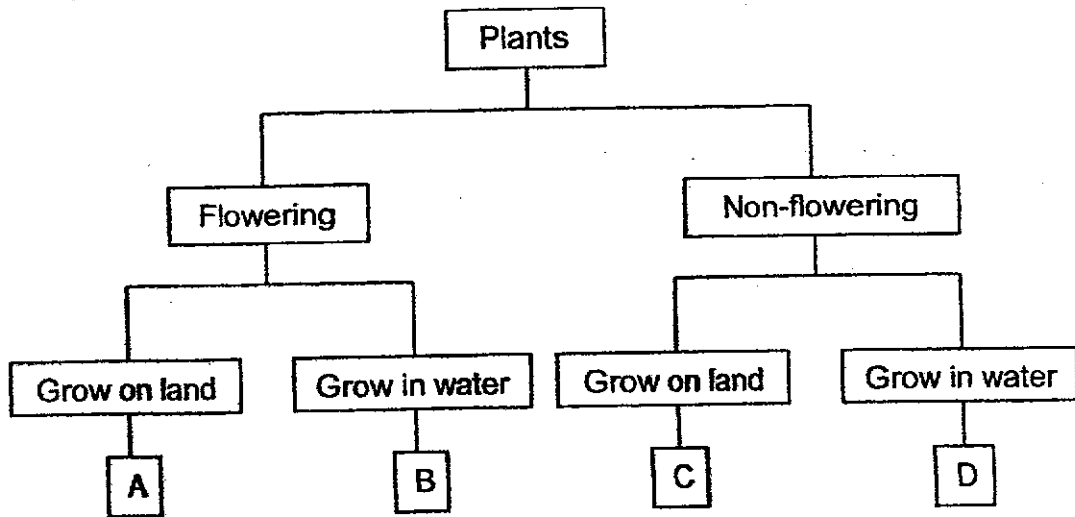 Plants
Flowering
Non-flowering
Grow on land
Grow in water
Grow on land
Grow in water
A
B
C
D